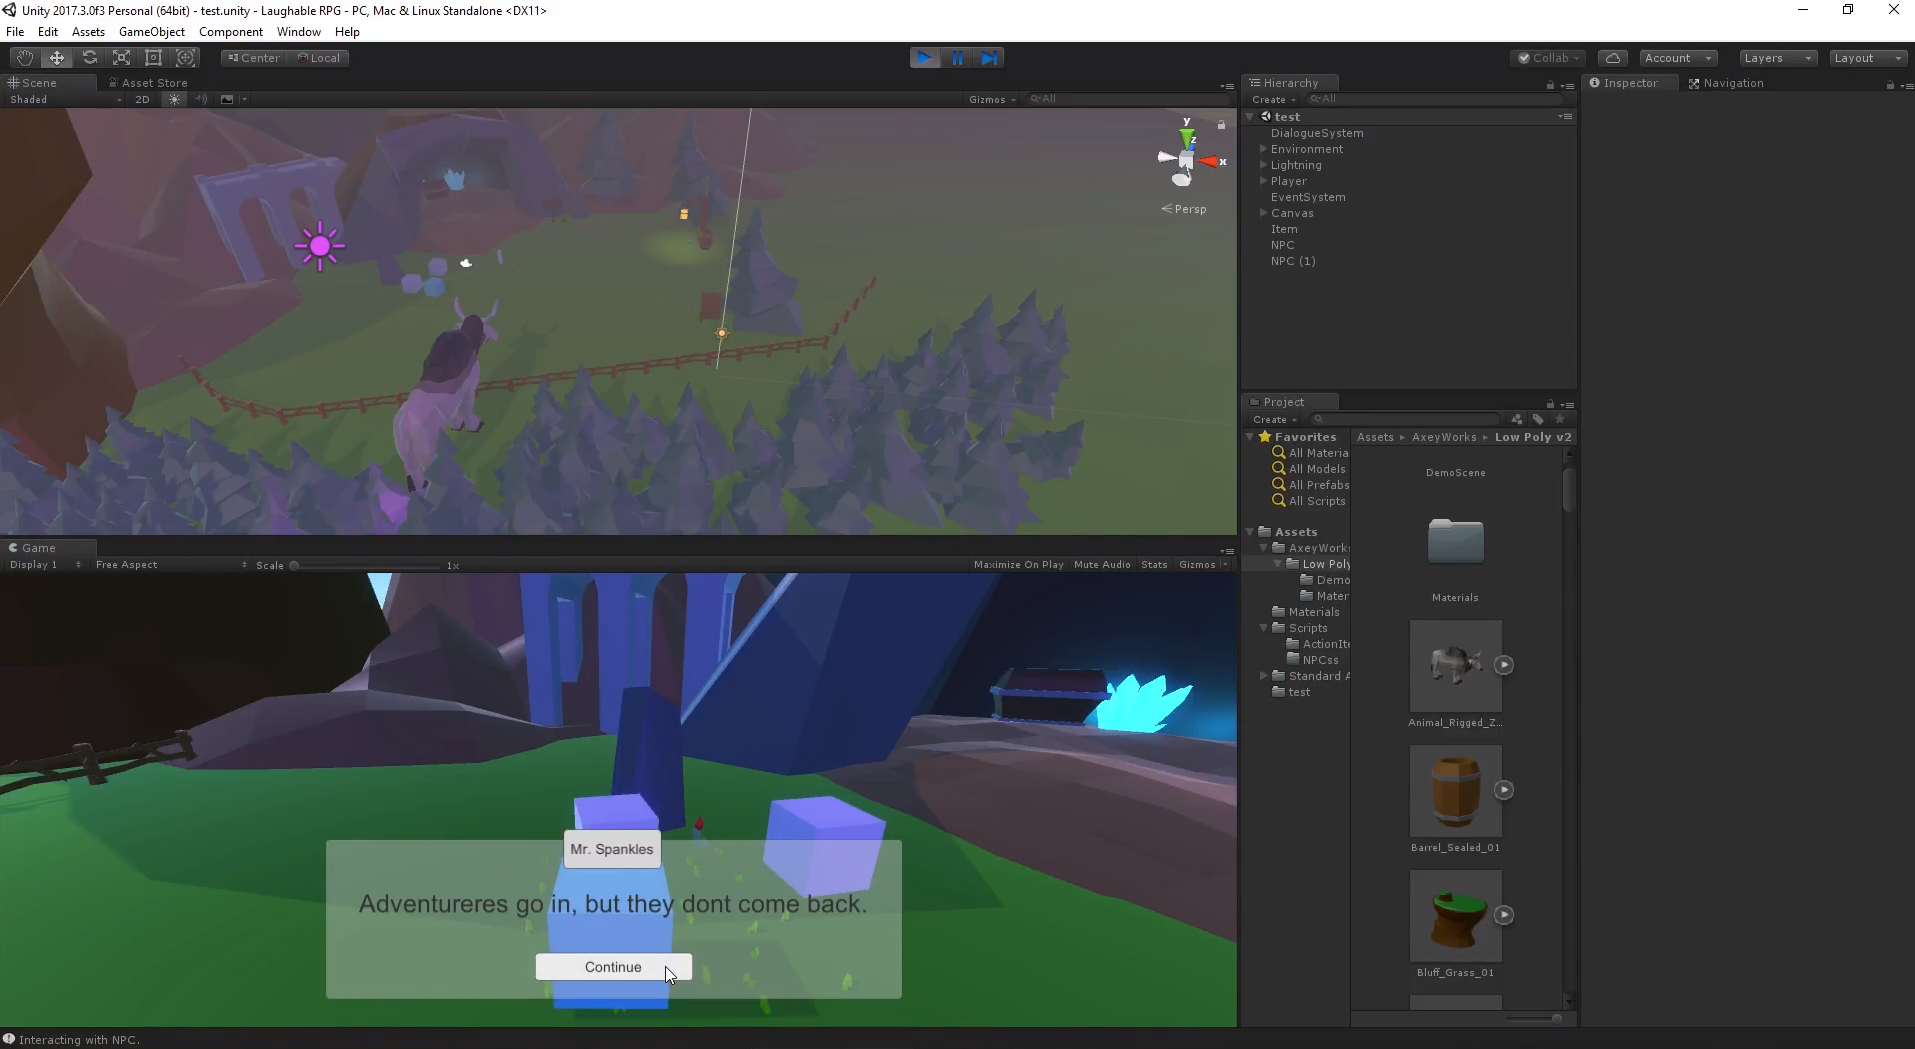 Unity 2017.3.0f3 Personal (64bit) - test.unity - Laughable RPG - PC, Mac & Linux Standalone <DX11>
File Edit Assets GameObject Component Window Help
Center Local Collab Account Layers Layout
Scene Asset Store
Shaded 2D Gizmos All
y
z
x
Persp
Hierarchy
Create All
test
DialogueSystem
Environment
Lightning
Player
EventSystem
Canvas
Item
NPC
NPC (1)
Inspector Navigation
Project
Create
Favorites
All Materia
All Models
All Prefabs
All Scripts
Assets
AxeyWorks
Low Poly
Demo
Mater
Materials
Scripts
ActionIte
NPCss
Standard A
test
Assets AxeyWorks Low Poly v2
DemoScene
Materials
Animal_Rigged_Z...
Barrel_Sealed_01
Bluff_Grass_01
Game
Display 1 Free Aspect Scale 1x Maximize On Play Mute Audio Stats Gizmos
Mr. Spankles
Adventureres go in, but they dont come back.
Continue
Interacting with NPC.